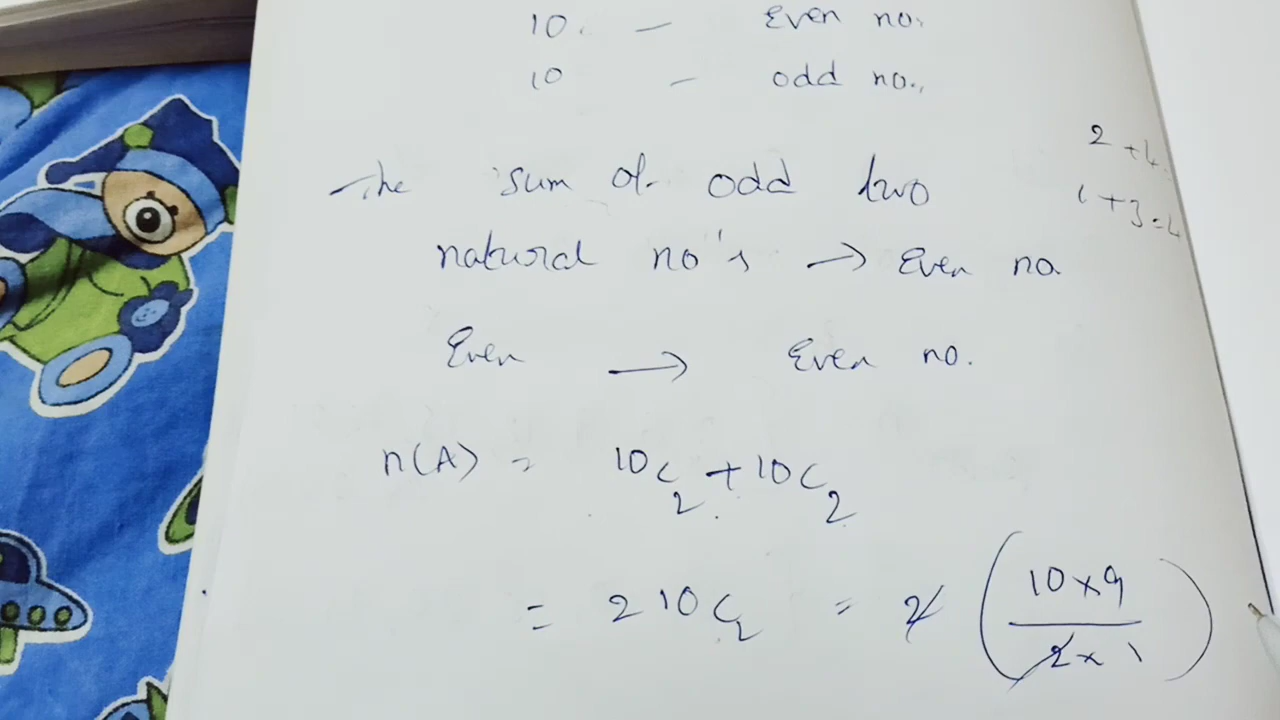 10. - Even no.
10 - odd no.,
2 + 4.
The sum of odd two
1 + 3 = 4
natural no's → Even no
Even → Even no.
n(A) = 10C2 + 10C2
= 2 10C2 = 2 (10 x 9 / 2 x 1)